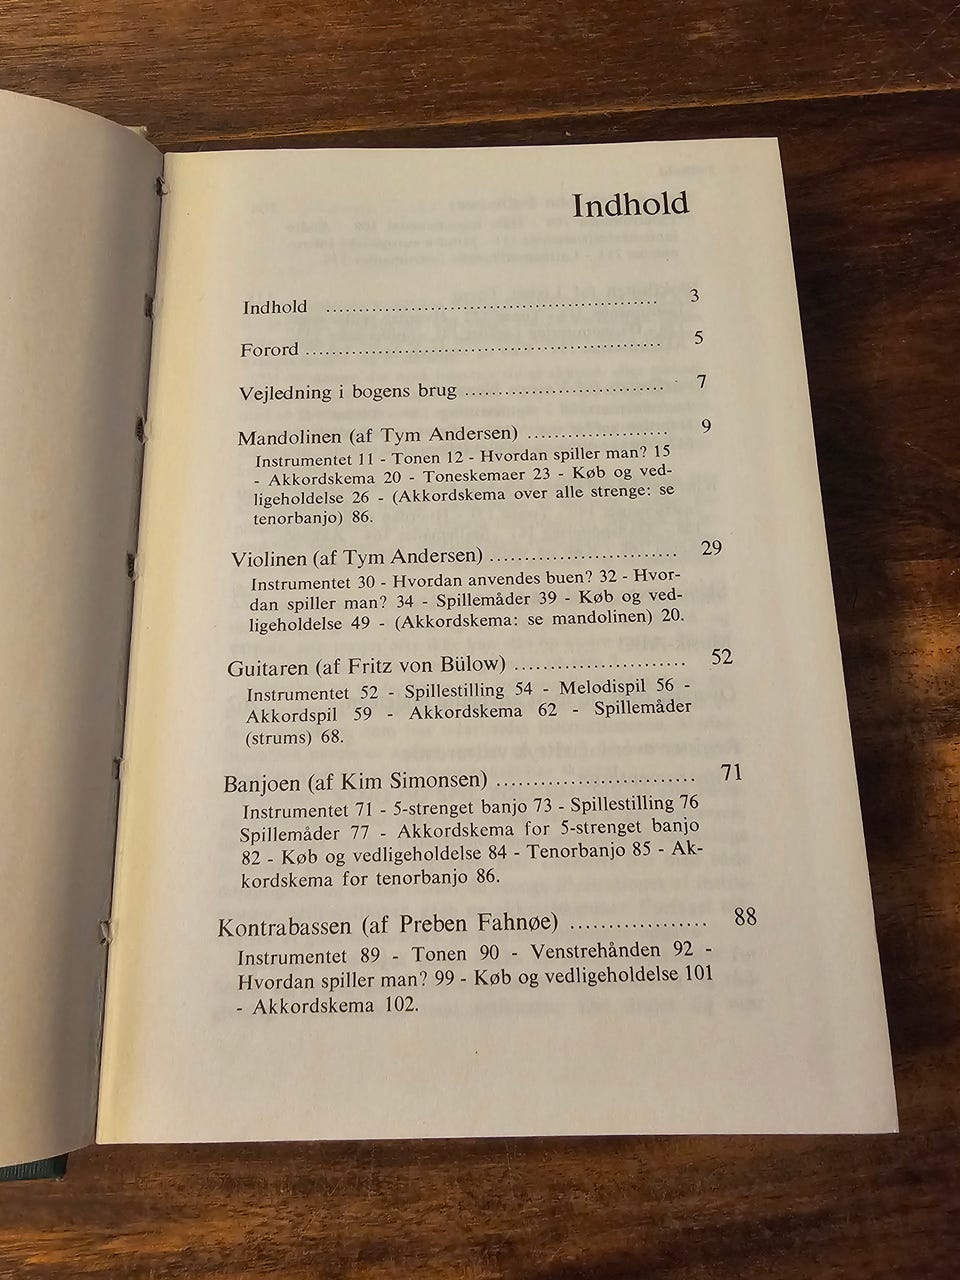 Indhold
Indhold ........................................................ 3
Forord ............................................................ 5
Vejledning i bogens brug ................................ 7
Mandolinen (af Tym Andersen) ..................... 9
Instrumentet 11 - Tonen 12 - Hvordan spiller man? 15
- Akkordskema 20 - Toneskemaer 23 - Køb og ved-
ligeholdelse 26 - (Akkordskema over alle strenge: se
tenorbanjo) 86.
Violinen (af Tym Andersen) ............................ 29
Instrumentet 30 - Hvordan anvendes buen? 32 - Hvor-
dan spiller man? 34 - Spillemåder 39 - Køb og ved-
ligeholdelse 49 - (Akkordskema: se mandolinen) 20.
Guitaren (af Fritz von Bülow) ........................ 52
Instrumentet 52 - Spillestilling 54 - Melodispil 56 -
Akkordspil 59 - Akkordskema 62 - Spillemåder
(strums) 68.
Banjoen (af Kim Simonsen) ........................... 71
Instrumentet 71 - 5-strenget banjo 73 - Spillestilling 76
Spillemåder 77 - Akkordskema for 5-strenget banjo
82 - Køb og vedligeholdelse 84 - Tenorbanjo 85 - Ak-
kordskema for tenorbanjo 86.
Kontrabassen (af Preben Fahnøe) .................. 88
Instrumentet 89 - Tonen 90 - Venstrehånden 92 -
Hvordan spiller man? 99 - Køb og vedligeholdelse 101
- Akkordskema 102.